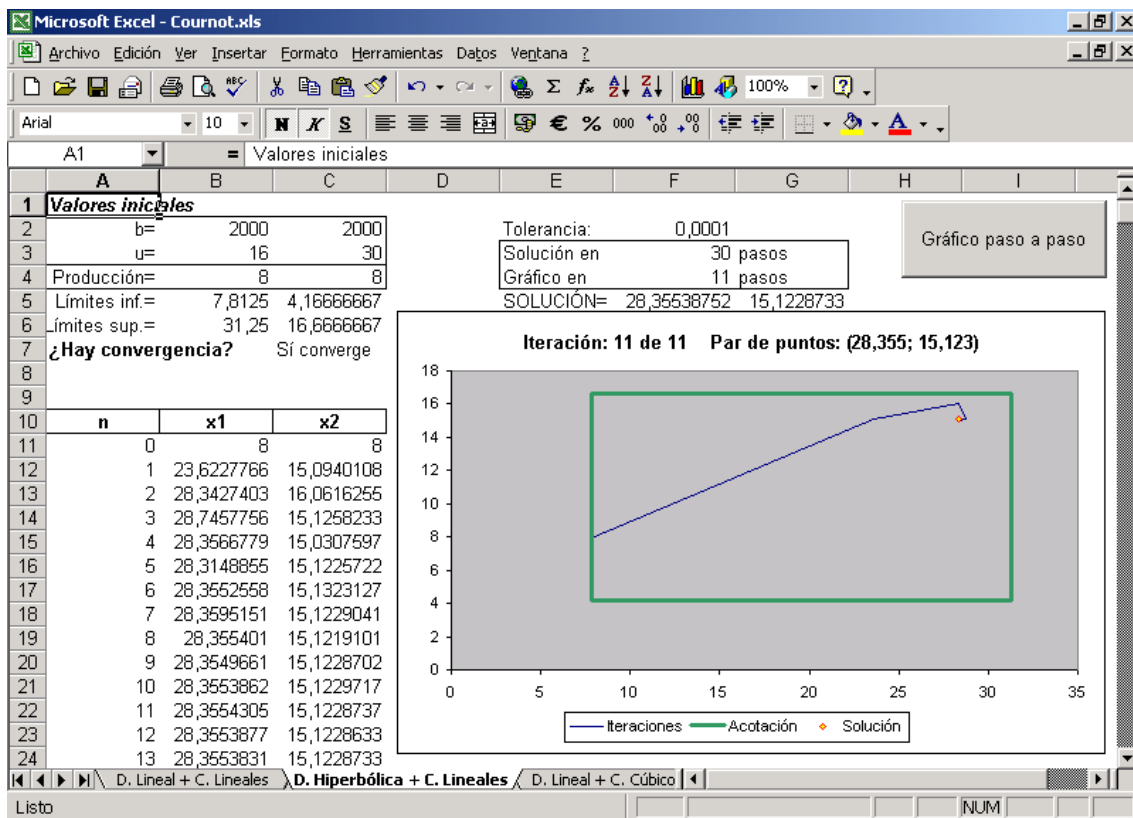 Microsoft Excel - Cournot.xls
Archivo Edición Ver Insertar Formato Herramientas Datos Ventana ?
ABC Σ fx A Z Z A 100% ?
Arial 10 N K S € % 000 A
A1 = Valores iniciales
A B C D E F G H I
1 Valores iniciales
2 b= 2000 2000 Tolerancia: 0,0001
Gráfico paso a paso
3 u= 16 30 Solución en 30 pasos
4 Producción= 8 8 Gráfico en 11 pasos
5 Límites inf.= 7,8125 4,16666667 SOLUCIÓN= 28,35538752 15,1228733
6 Límites sup.= 31,25 16,6666667
7 ¿Hay convergencia? Sí converge
8
9
10 n x1 x2
11 0 8 8
12 1 23,6227766 15,0940108
13 2 28,3427403 16,0616255
14 3 28,7457756 15,1258233
15 4 28,3566779 15,0307597
16 5 28,3148855 15,1225722
17 6 28,3552558 15,1323127
18 7 28,3595151 15,1229041
19 8 28,355401 15,1219101
20 9 28,3549661 15,1228702
21 10 28,3553862 15,1229717
22 11 28,3554305 15,1228737
23 12 28,3553877 15,1228633
24 13 28,3553831 15,1228733
Iteración: 11 de 11 Par de puntos: (28,355; 15,123)
18
16
14
12
10
8
6
4
2
0
0 5 10 15 20 25 30 35
Iteraciones Acotación Solución
D. Lineal + C. Lineales D. Hiperbólica + C. Lineales D. Lineal + C. Cúbico
Listo NUM